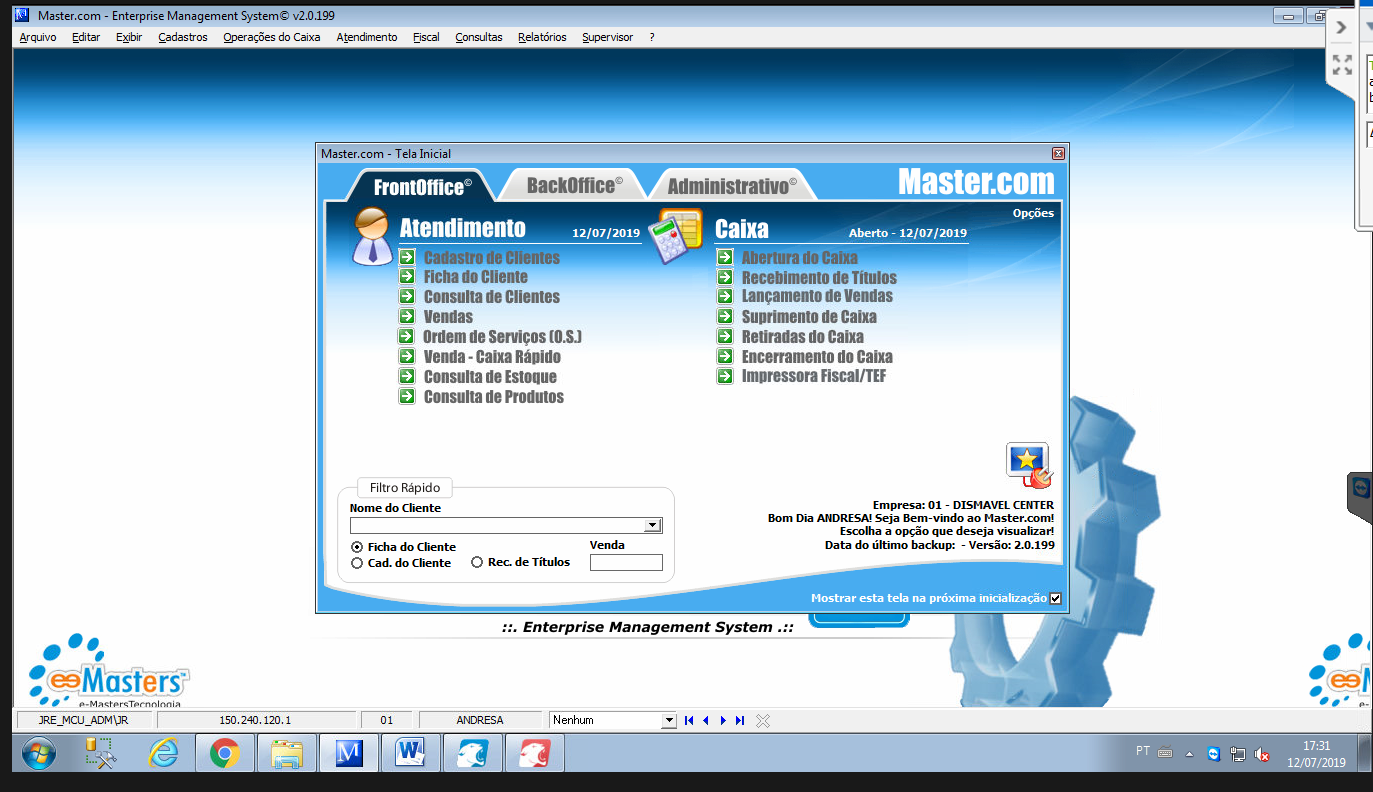 Master.com - Enterprise Management System© v2.0.199
Arquivo Editar Exibir Cadastros Operações do Caixa Atendimento Fiscal Consultas Relatórios Supervisor ?
Master.com - Tela Inicial
FrontOffice© BackOffice© Administrativo© Master.com
Opções
Atendimento 12/07/2019
Cadastro de Clientes
Ficha do Cliente
Consulta de Clientes
Vendas
Ordem de Serviços (O.S.)
Venda - Caixa Rápido
Consulta de Estoque
Consulta de Produtos
Caixa Aberto - 12/07/2019
Abertura do Caixa
Recebimento de Títulos
Lançamento de Vendas
Suprimento de Caixa
Retiradas do Caixa
Encerramento do Caixa
Impressora Fiscal/TEF
Filtro Rápido
Nome do Cliente
Ficha do Cliente
Cad. do Cliente
Rec. de Títulos
Venda
Empresa: 01 - DISMAVEL CENTER
Bom Dia ANDRESA! Seja Bem-vindo ao Master.com!
Escolha a opção que deseja visualizar!
Data do último backup: - Versão: 2.0.199
Mostrar esta tela na próxima inicialização
::. Enterprise Management System .::
eeMasters™
e-MastersTecnologia
JRE_MCU_ADM\JR 150.240.120.1 01 ANDRESA Nenhum
PT
17:31
12/07/2019